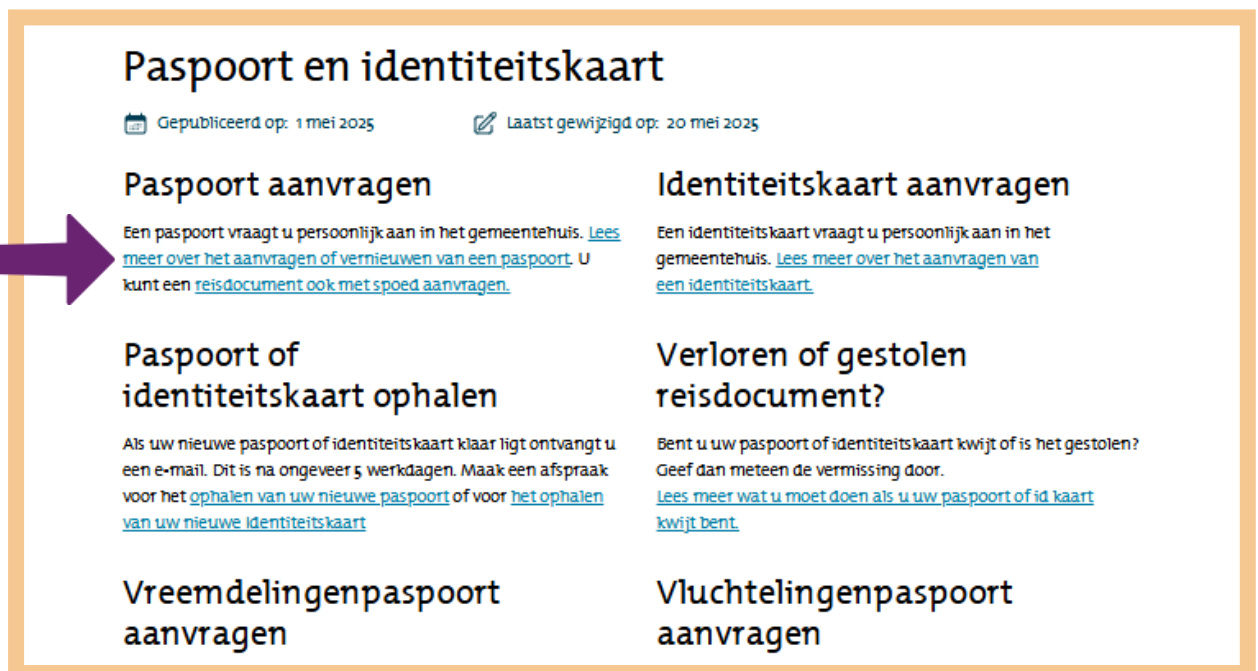 Paspoort en identiteitskaart
Gepubliceerd op: 1 mei 2025
Laatst gewijzigd op: 20 mei 2025
Paspoort aanvragen
Een paspoort vraagt u persoonlijk aan in het gemeentehuis. Lees
meer over het aanvragen of vernieuwen van een paspoort. U
kunt een reisdocument ook met spoed aanvragen.
Identiteitskaart aanvragen
Een identiteitskaart vraagt u persoonlijk aan in het
gemeentehuis. Lees meer over het aanvragen van
een identiteitskaart.
Paspoort of
identiteitskaart ophalen
Als uw nieuwe paspoort of identiteitskaart klaar ligt ontvangt u
een e-mail. Dit is na ongeveer 5 werkdagen. Maak een afspraak
voor het ophalen van uw nieuwe paspoort of voor het ophalen
van uw nieuwe identiteitskaart
Verloren of gestolen
reisdocument?
Bent u uw paspoort of identiteitskaart kwijt of is het gestolen?
Geef dan meteen de vermissing door.
Lees meer wat u moet doen als u uw paspoort of id kaart
kwijt bent.
Vreemdelingenpaspoort
aanvragen
Vluchtelingenpaspoort
aanvragen